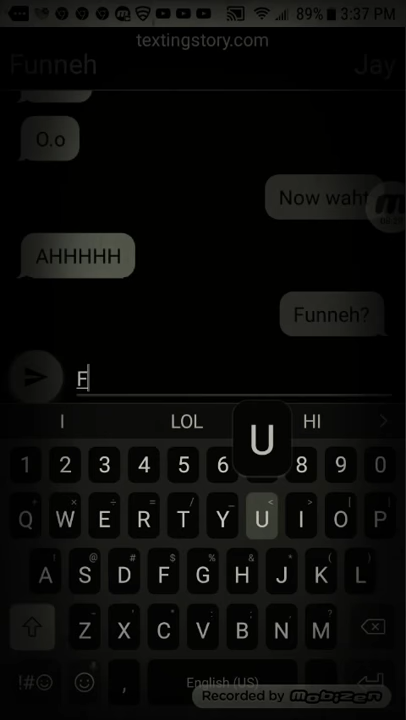 89% 3:37 PM
textingstory.com
Funneh Jay
O.o
Now waht
AHHHHH
Funneh?
F
I LOL HI >
U
1 2 3 4 5 6 8 9 0
Q W E R T Y U I O P
A S D F G H J K L
Z X C V B N M
!#☺ , English (US)
Recorded by mobizen